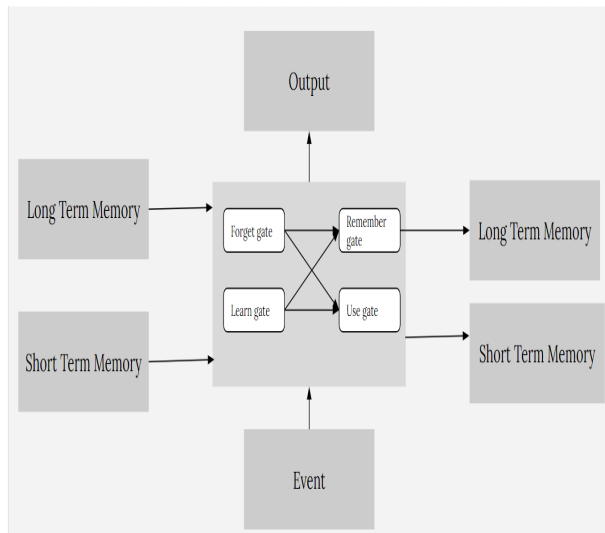 Output
Long Term Memory
Forget gate
Remember
gate
Long Term Memory
Learn gate
Use gate
Short Term Memory
Short Term Memory
Event